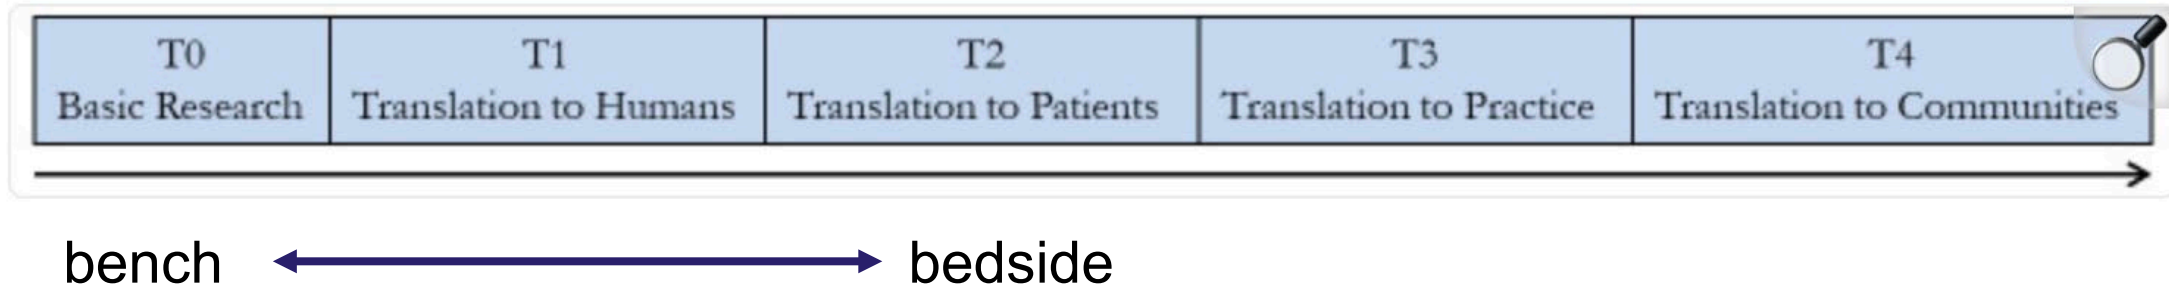 T0 T1 T2 T3 T4
Basic Research Translation to Humans Translation to Patients Translation to Practice Translation to Communities
bench bedside